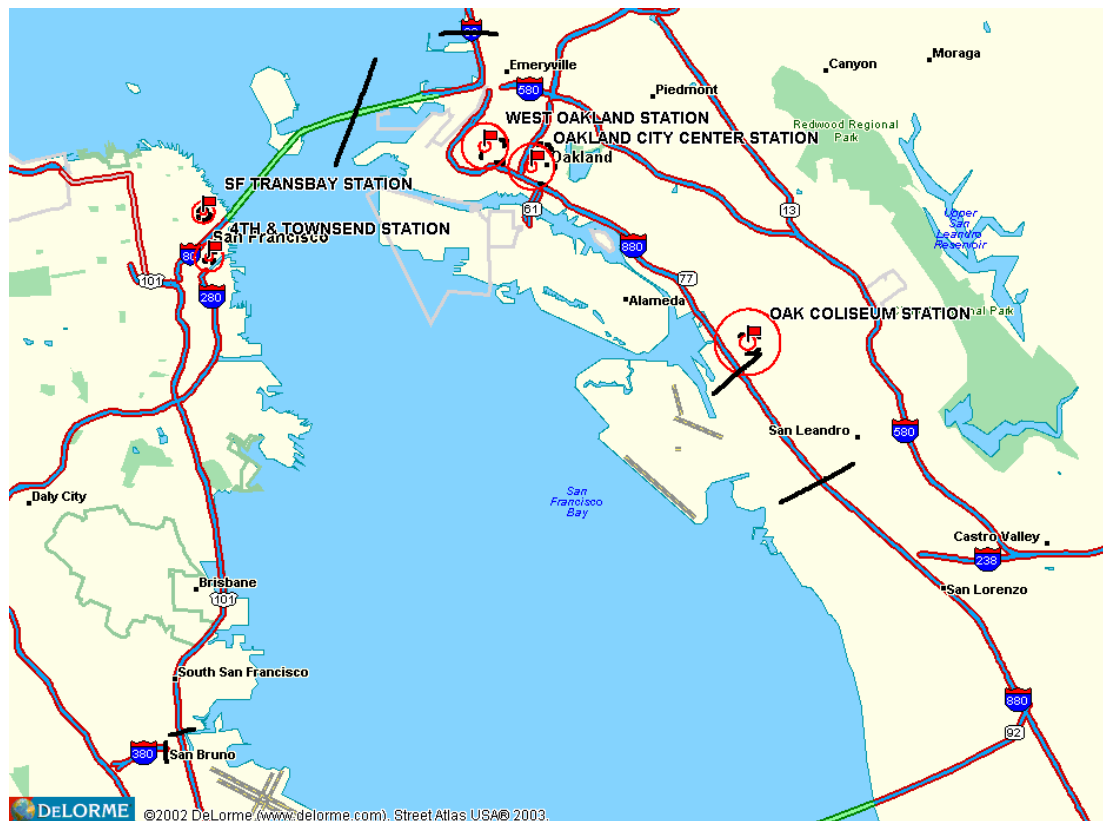 Moraga
Canyon
Emeryville
580
Piedmont
WEST OAKLAND STATION
Redwood Regional
Park
OAKLAND CITY CENTER STATION
Oakland
SF TRANSBAY STATION
61
13
Upper
San
Leandro
Reservoir
4TH & TOWNSEND STATION
San Francisco
80
880
101
77
280
Alameda
OAK COLISEUM STATION
San Leandro
580
Daly City
San
Francisco
Bay
Castro Valley
238
Brisbane
101
San Lorenzo
South San Francisco
880
92
380
San Bruno
DELORME
©2002 DeLorme (www.delorme.com). Street Atlas USA® 2003.